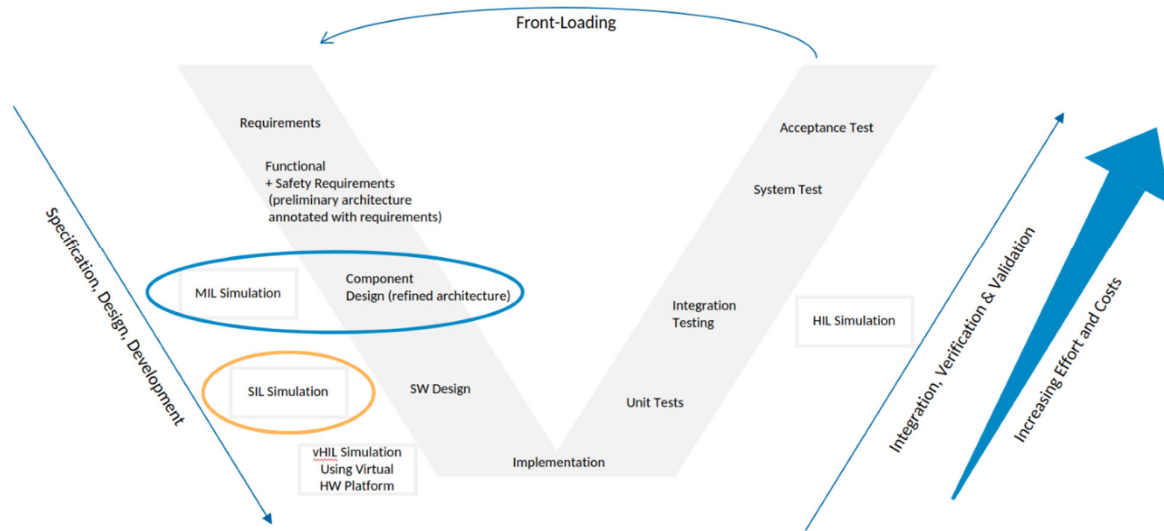 Front-Loading
Requirements
Acceptance Test
Functional
+ Safety Requirements
(preliminary architecture
annotated with requirements)
System Test
Specification, Design, Development
MIL Simulation
Component
Design (refined architecture)
Integration
Testing
HIL Simulation
Integration, Verification & Validation
Increasing Effort and Costs
SIL Simulation
SW Design
Unit Tests
vHIL Simulation
Using Virtual
HW Platform
Implementation